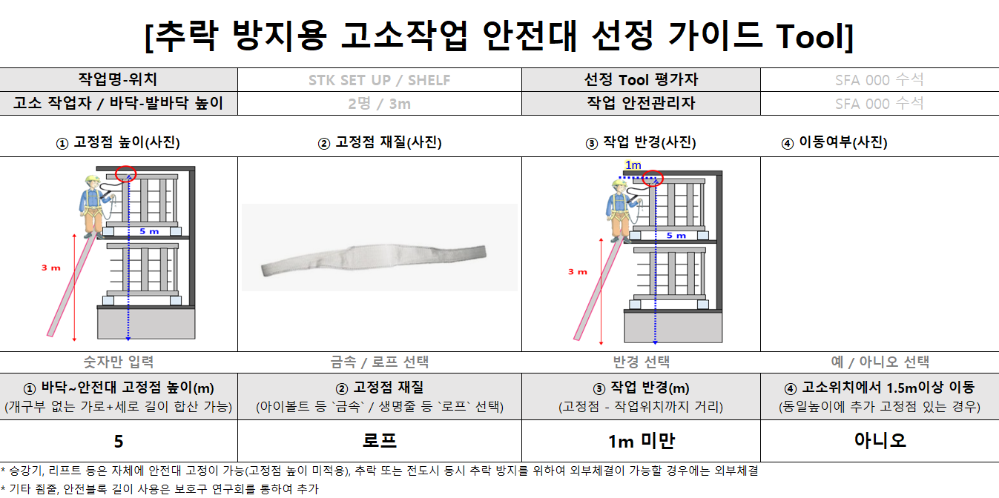 [추락 방지용 고소작업 안전대 선정 가이드 Tool]
작업명-위치 STK SET UP / SHELF 선정 Tool 평가자 SFA 000 수석
고소 작업자 / 바닥-발바닥 높이 2명 / 3m 작업 안전관리자 SFA 000 수석
① 고정점 높이(사진) ② 고정점 재질(사진) ③ 작업 반경(사진) ④ 이동여부(사진)
1m
5 m 5 m
3 m 3 m
숫자만 입력 금속 / 로프 선택 반경 선택 예 / 아니오 선택
① 바닥~안전대 고정점 높이(m) ② 고정점 재질 ③ 작업 반경(m) ④ 고소위치에서 1.5m이상 이동
(개구부 없는 가로+세로 길이 합산 가능) (아이볼트 등 `금속` / 생명줄 등 `로프` 선택) (고정점 - 작업위치까지 거리) (동일높이에 추가 고정점 있는 경우)
5 로프 1m 미만 아니오
* 승강기, 리프트 등은 자체에 안전대 고정이 가능(고정점 높이 미적용), 추락 또는 전도시 동시 추락 방지를 위하여 외부체결이 가능할 경우에는 외부체결
* 기타 죔줄, 안전블록 길이 사용은 보호구 연구회를 통하여 추가